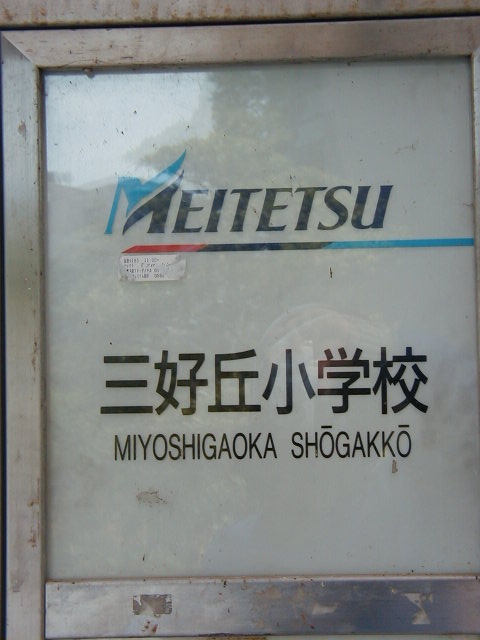 MEITETSU
三好丘小学校
MIYOSHIGAOKA SHŌGAKKŌ